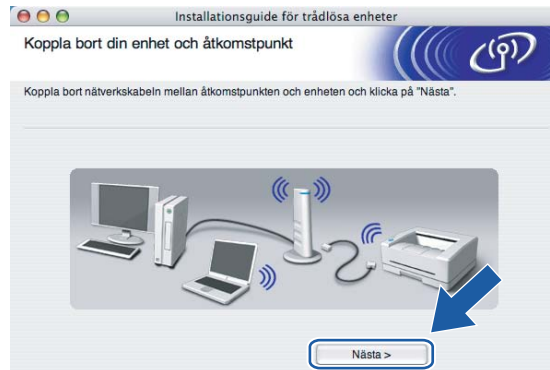 Installationsguide för trådlösa enheter
Koppla bort din enhet och åtkomstpunkt
Koppla bort nätverkskabeln mellan åtkomstpunkten och enheten och klicka på "Nästa".
Nästa >